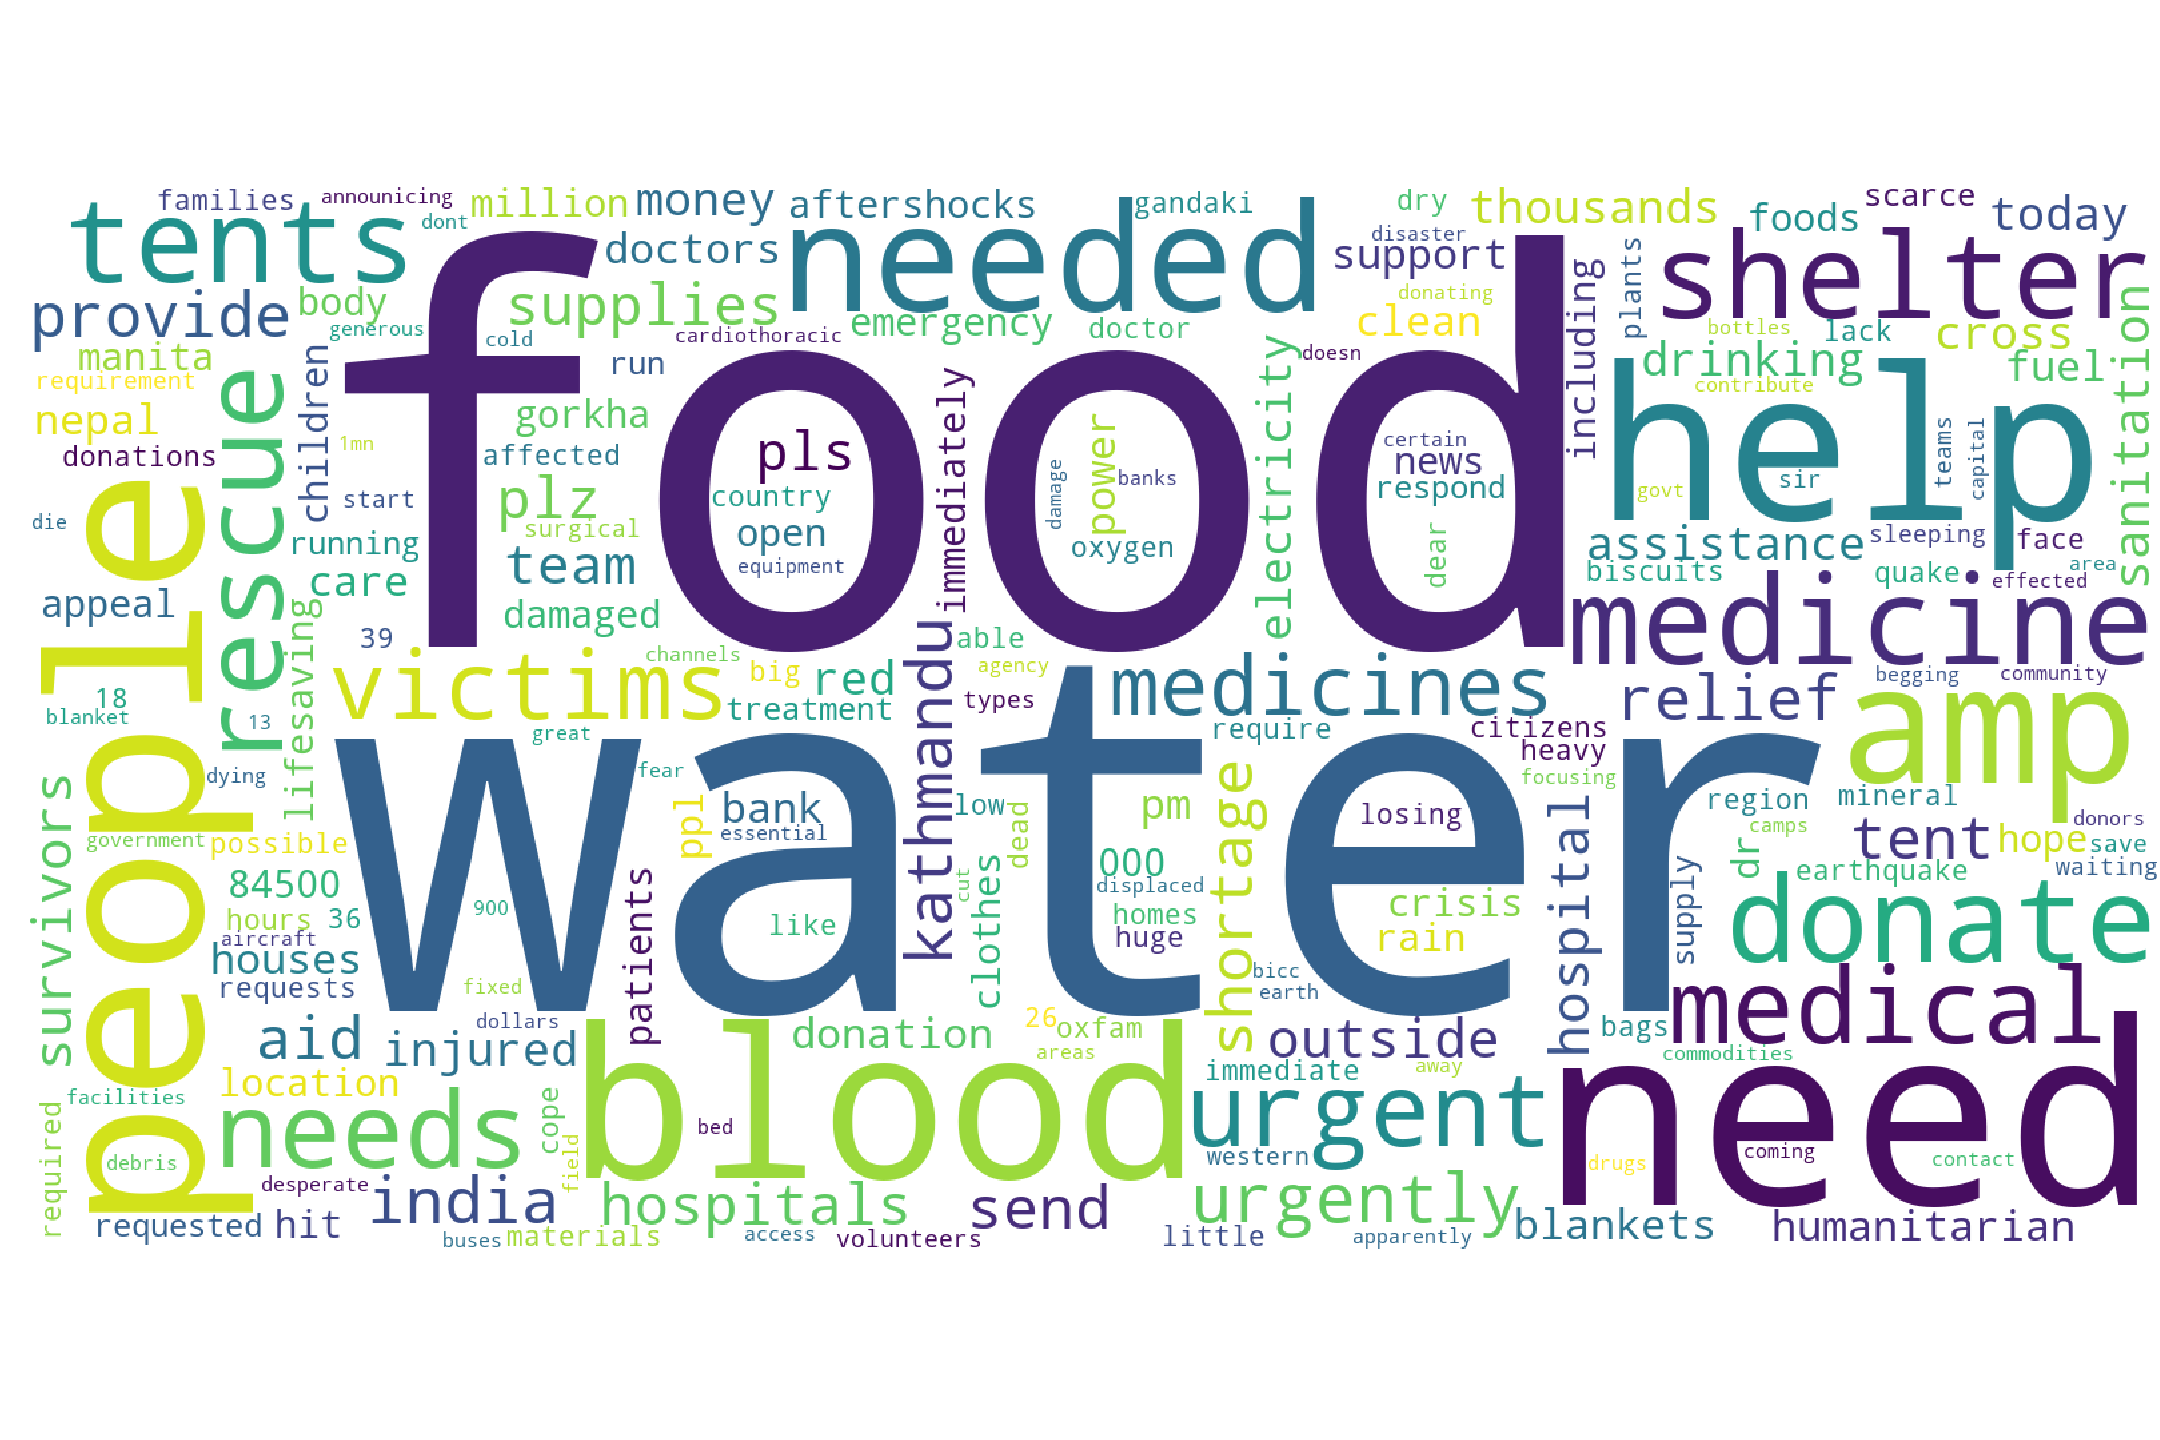 families
announicing
million
money
aftershocks
gandaki
dry
thousands
scarce
tents
dont
doctors
needed
disaster
support
foods
today
provide
body
generous
supplies
cold
cardiothoracic
emergency
doctor
donating
clean
including
plants
shelter
manita
requirement
children
food
run
immediately
electricity
doesn
bottles
lack
cross
drinking
contribute
fuel
sanitation
nepal
rescue
1mn
gorkha
pls
power
certain
news
help
donations
affected
country
damage
banks
respond
govt
sir
teams
capital
die
people
start
plz
surgical
open
oxygen
dear
running
team
equipment
assistance
sleeping
face
care
biscuits
quake
effected
area
appeal
damaged
39
able
medicine
lifesaving
victims
channels
big
red
kathmandu
agency
medicines
relief
begging
community
18
blanket
13
treatment
types
require
citizens
heavy
amp
great
water
dying
fear
focusing
survivors
ppl
bank
low
dead
shortage
pm
losing
hospital
region
mineral
government
possible
essential
camps
tent
hope
donors
save
84500
patients
clothes
cut
000
displaced
supply
dr
earthquake
waiting
hours
36
900
like
homes
crisis
donate
aircraft
houses
huge
rain
requests
fixed
bicc
earth
medical
dollars
26
oxfam
bags
aid
injured
donation
areas
outside
commodities
location
blood
immediate
away
need
facilities
needs
cope
urgent
required
debris
field
bed
western
drugs
coming
contact
desperate
india
hospitals
send
urgently
requested
hit
buses
materials
access
volunteers
little
apparently
blankets
humanitarian